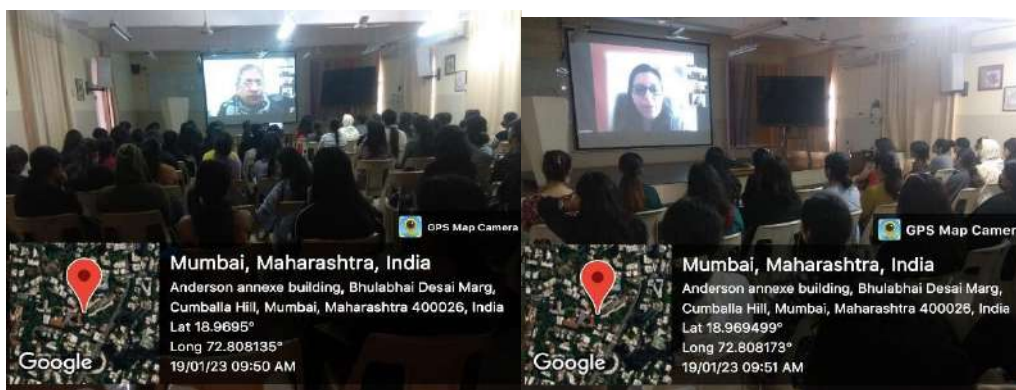 GPS Map Camera
Mumbai, Maharashtra, India
Anderson annexe building, Bhulabhai Desai Marg,
Cumballa Hill, Mumbai, Maharashtra 400026, India
Lat 18.9695°
Long 72.808135°
19/01/23 09:50 AM
Google
GPS Map Camer
Mumbai, Maharashtra, India
Anderson annexe building, Bhulabhai Desai Marg,
Cumballa Hill, Mumbai, Maharashtra 400026, India
Lat 18.969499°
Long 72.808173°
19/01/23 09:51 AM
Google